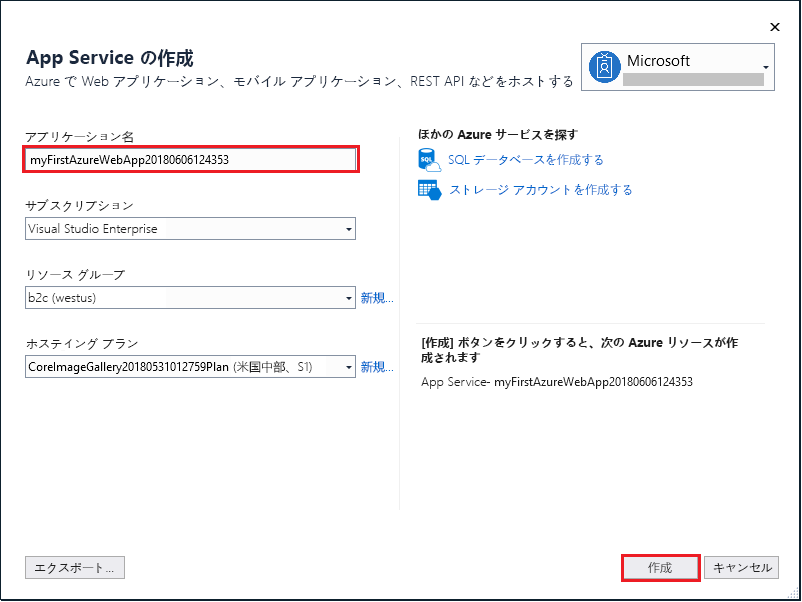 App Service の作成
Azure で Web アプリケーション、モバイル アプリケーション、REST API などをホストする
Microsoft
アプリケーション名
myFirstAzureWebApp20180606124353
サブスクリプション
Visual Studio Enterprise
リソース グループ
b2c (westus)
新規...
ホスティング プラン
CoreImageGallery20180531012759Plan (米国中部、S1)
新規...
ほかの Azure サービスを探す
SQL
SQL データベースを作成する
ストレージ アカウントを作成する
[作成] ボタンをクリックすると、次の Azure リソースが作
成されます
App Service- myFirstAzureWebApp20180606124353
エクスポート...
作成
キャンセル